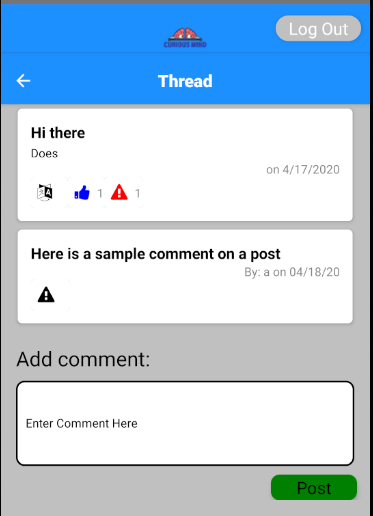 Log Out
CURIOUS MIND
Thread
Hi there
Does
on 4/17/2020
A 1 1
Here is a sample comment on a post
By: a on 04/18/20
Add comment:
Enter Comment Here
Post